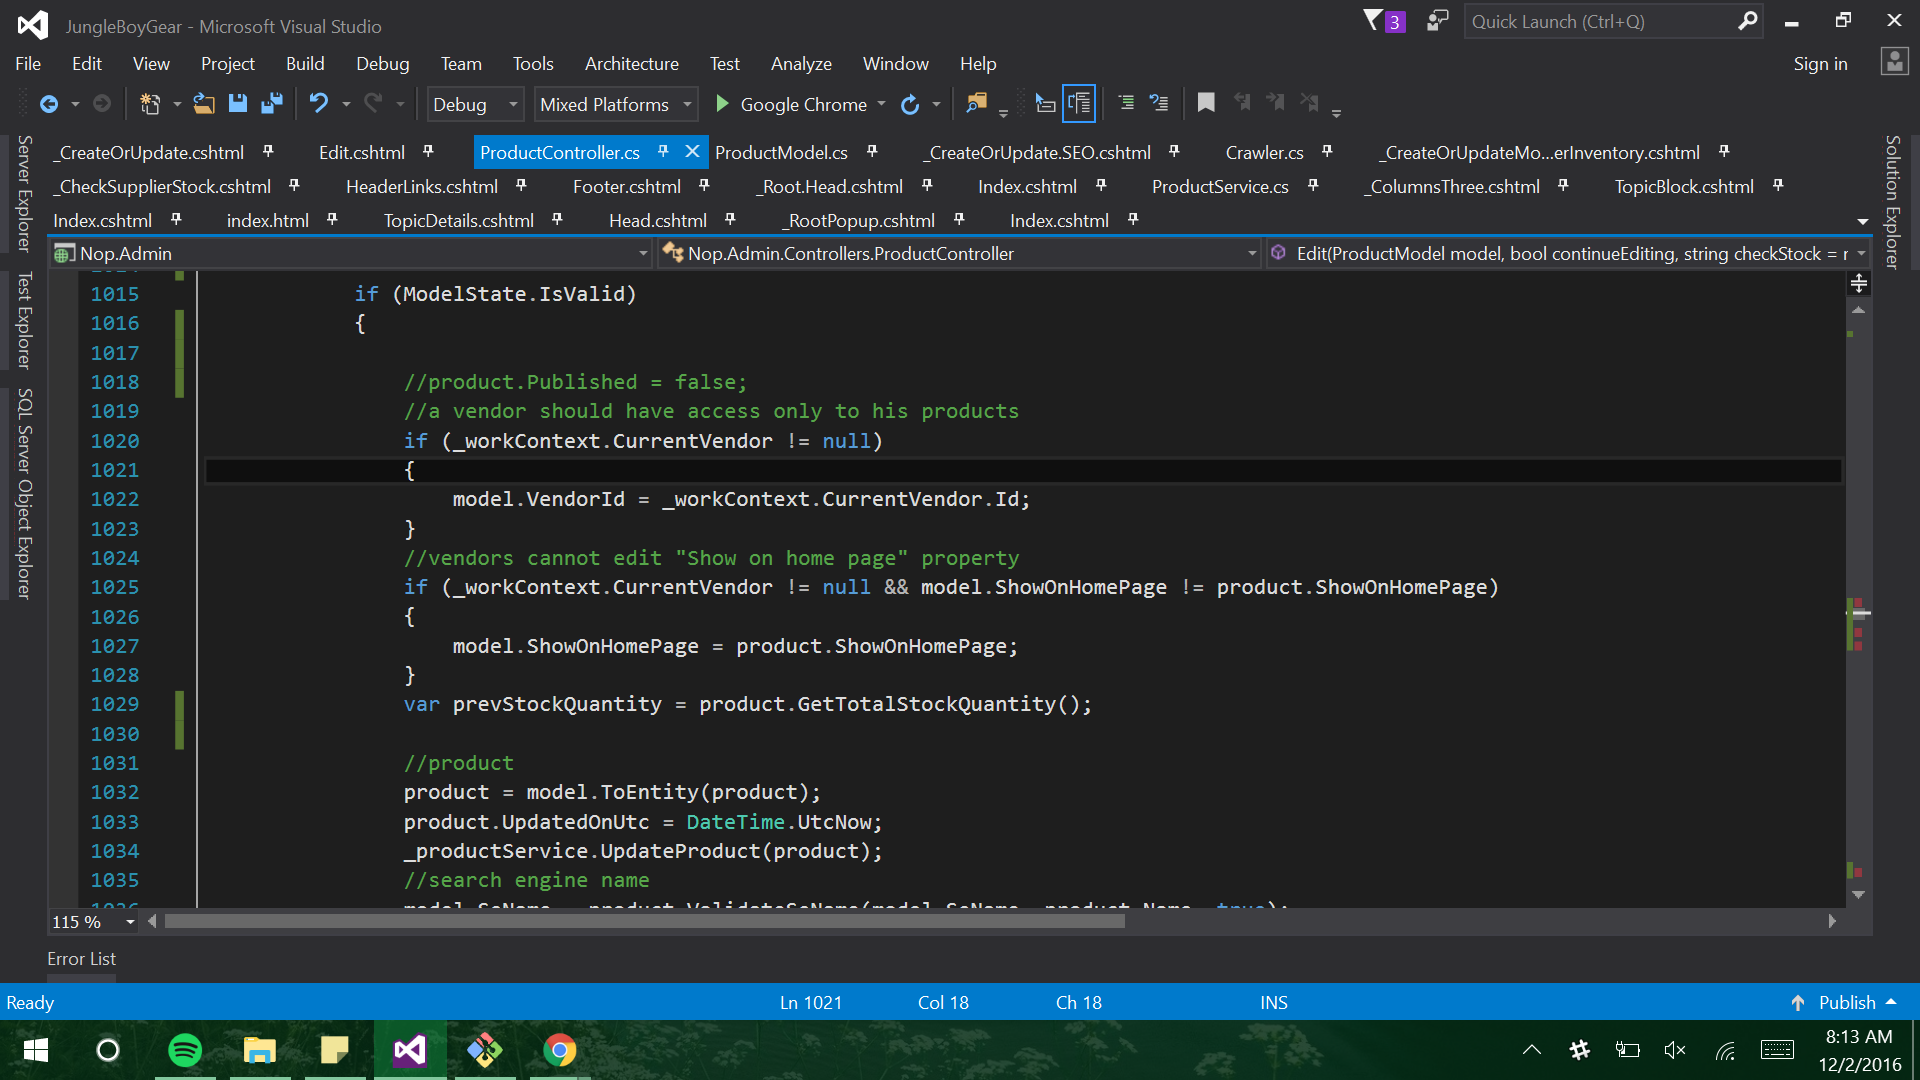 JungleBoyGear - Microsoft Visual Studio
3
Quick Launch (Ctrl+Q)
File Edit View Project Build Debug Team Tools Architecture Test Analyze Window Help
Sign in
Debug Mixed Platforms Google Chrome
Server Explorer
Test Explorer
SQL Server Object Explorer
Solution Explorer
_CreateOrUpdate.cshtml Edit.cshtml ProductController.cs ProductModel.cs _CreateOrUpdate.SEO.cshtml Crawler.cs _CreateOrUpdateMo...erInventory.cshtml
_CheckSupplierStock.cshtml HeaderLinks.cshtml Footer.cshtml _Root.Head.cshtml Index.cshtml ProductService.cs _ColumnsThree.cshtml TopicBlock.cshtml
Index.cshtml index.html TopicDetails.cshtml Head.cshtml _RootPopup.cshtml Index.cshtml
Nop.Admin Nop.Admin.Controllers.ProductController Edit(ProductModel model, bool continueEditing, string checkStock = r
1015 if (ModelState.IsValid)
1016 {
1017
1018 //product.Published = false;
1019 //a vendor should have access only to his products
1020 if (_workContext.CurrentVendor != null)
1021 {
1022 model.VendorId = _workContext.CurrentVendor.Id;
1023 }
1024 //vendors cannot edit "Show on home page" property
1025 if (_workContext.CurrentVendor != null && model.ShowOnHomePage != product.ShowOnHomePage)
1026 {
1027 model.ShowOnHomePage = product.ShowOnHomePage;
1028 }
1029 var prevStockQuantity = product.GetTotalStockQuantity();
1030
1031 //product
1032 product = model.ToEntity(product);
1033 product.UpdatedOnUtc = DateTime.UtcNow;
1034 _productService.UpdateProduct(product);
1035 //search engine name
1036 model.SeName = product.ValidateSeName(model.SeName, product.Name, true);
115 %
Error List
Ready Ln 1021 Col 18 Ch 18 INS Publish
8:13 AM
12/2/2016